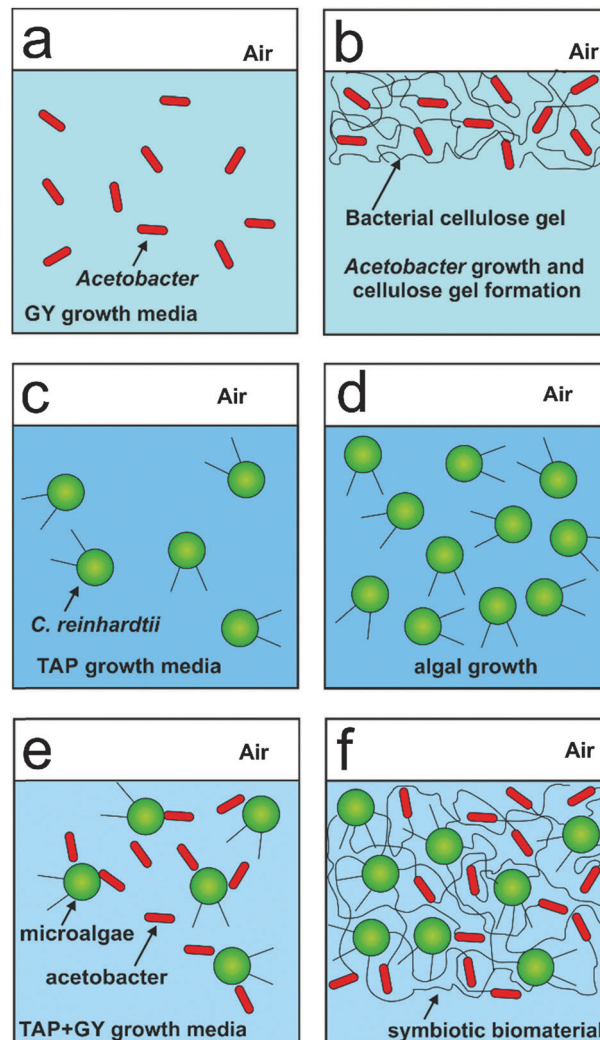 a
Air
Acetobacter
GY growth media
b
Air
Bacterial cellulose gel
Acetobacter growth and
cellulose gel formation
c
Air
C. reinhardtii
TAP growth media
d
Air
algal growth
e
Air
microalgae
acetobacter
TAP+GY growth media
f
Air
symbiotic biomaterial